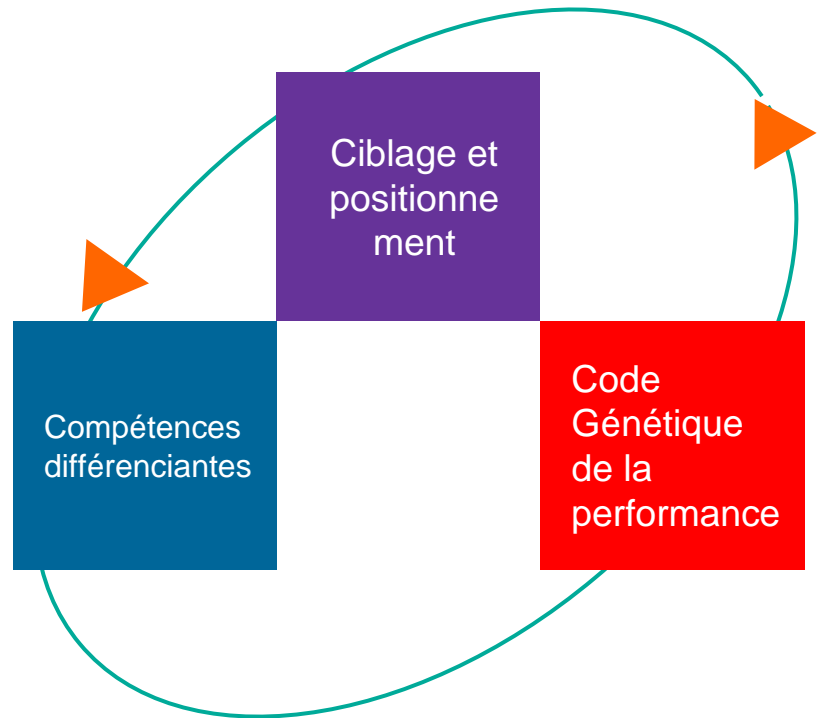 Ciblage et
positionne
ment
Compétences
différenciantes
Code
Génétique
de la
performance